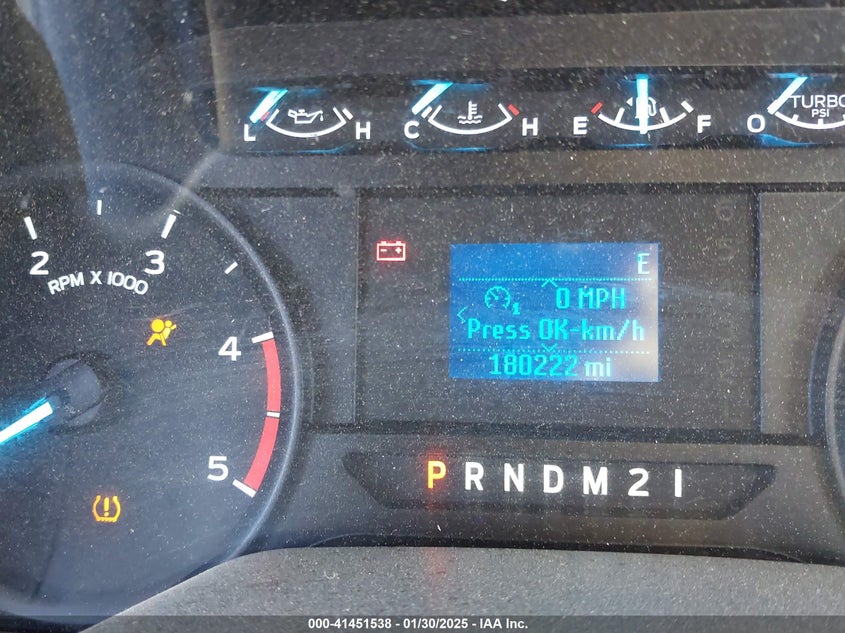 L H C H E F O TURBO
PSI
2 3
RPM X 1000
4
5
E
1 0 MPH
Press OK-km/h
180222 mi
P R N D M 2 1
000-41451538 - 01/30/2025 - IAA Inc.